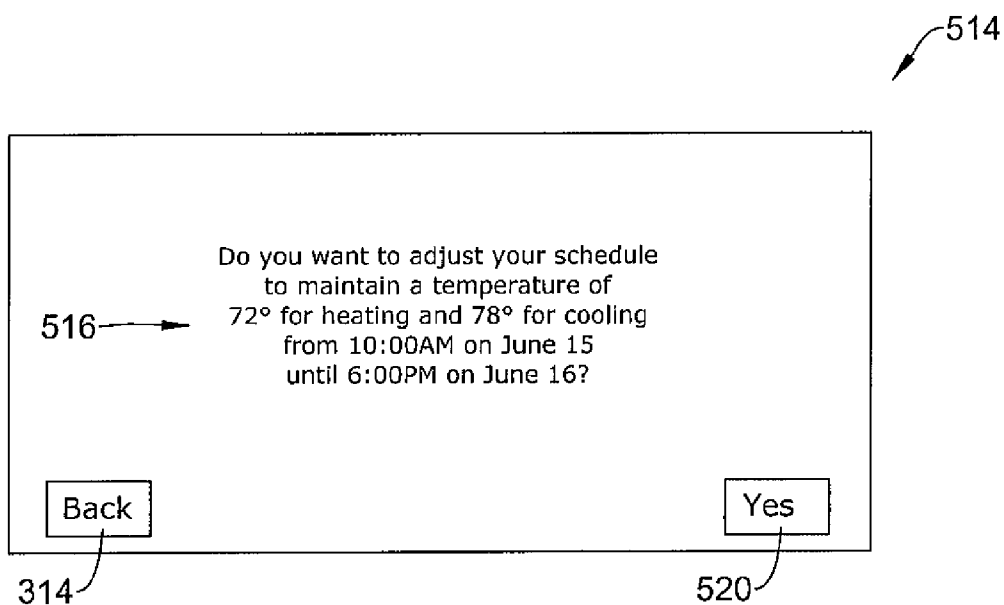 514
Do you want to adjust your schedule
to maintain a temperature of
72° for heating and 78° for cooling
from 10:00AM on June 15
until 6:00PM on June 16?
516
Back
Yes
314
520